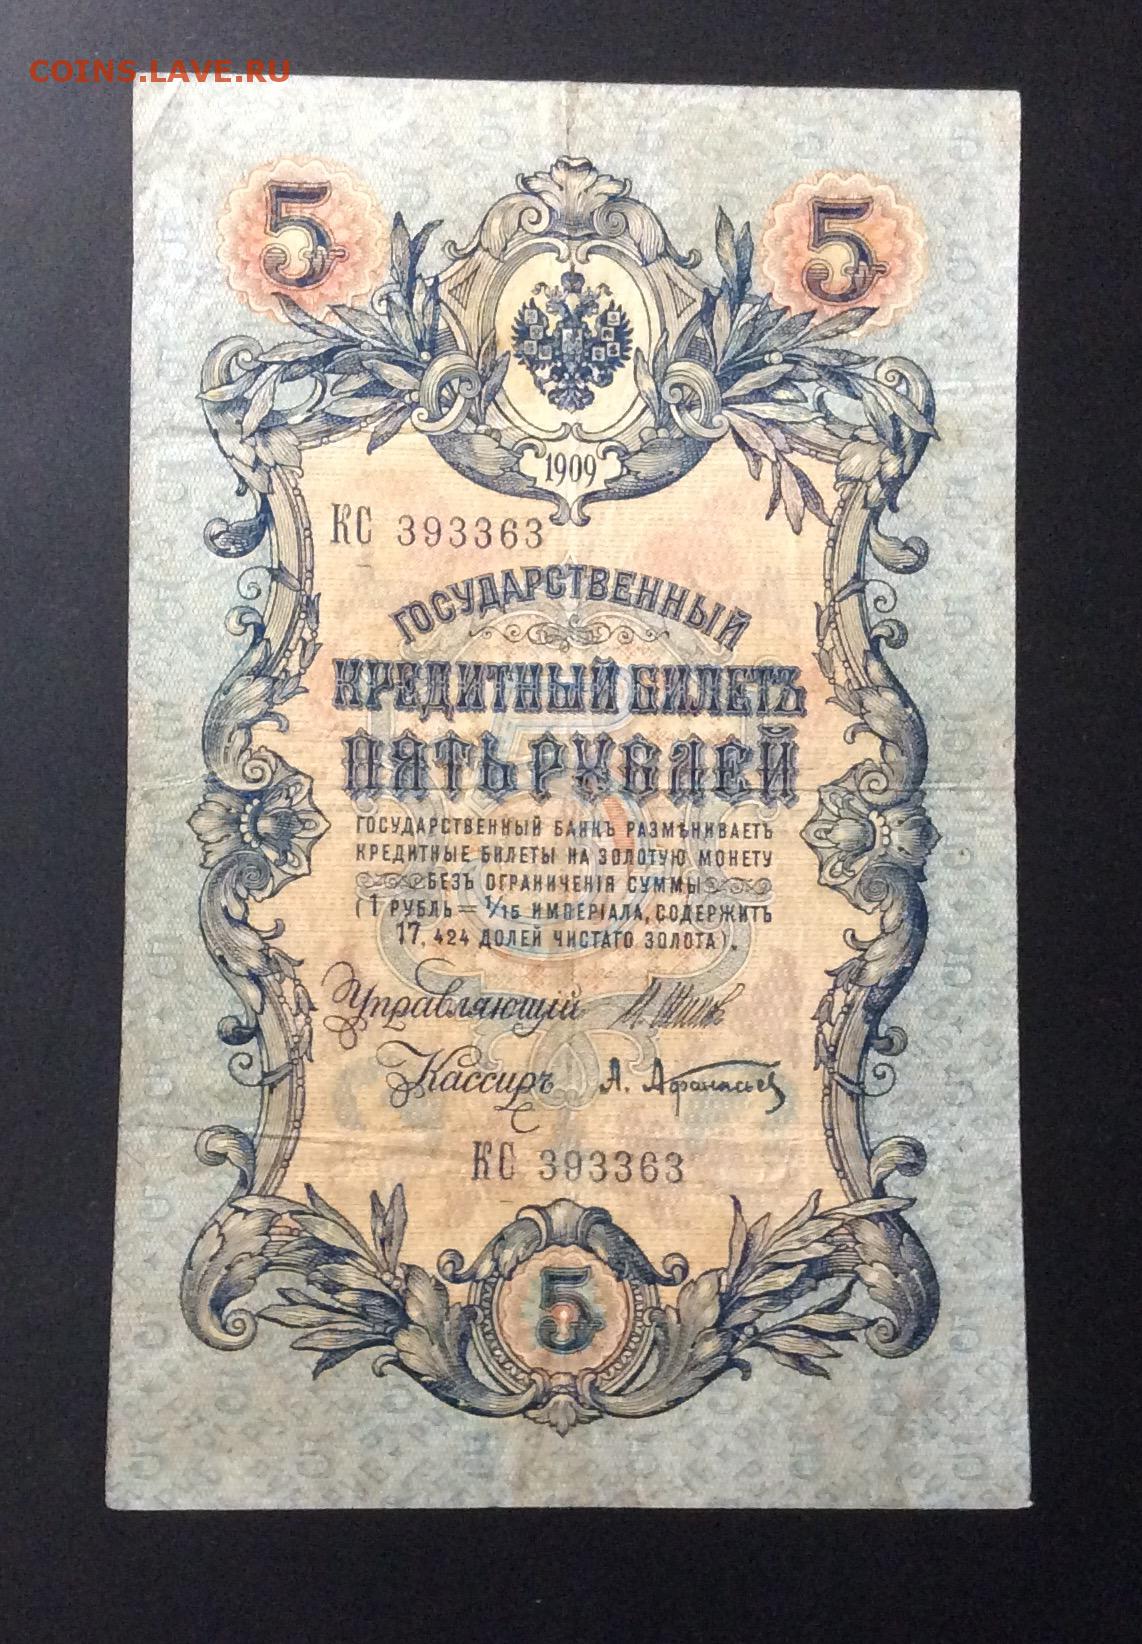 COINS.LAVE.RU
5 5
1909
КС 393363
ГОСУДАРСТВЕННЫЙ
КРЕДИТНЫЙ БИЛЕТЪ
ПЯТЬ РУБЛЕЙ
ГОСУДАРСТВЕННЫЙ БАНКЪ РАЗМѢНИВАЕТЪ
КРЕДИТНЫЕ БИЛЕТЫ НА ЗОЛОТУЮ МОНЕТУ
БЕЗЪ ОГРАНИЧЕНІЯ СУММЫ
(1 РУБЛЬ = 1/15 ИМПЕРІАЛА, СОДЕРЖИТЪ
17,424 ДОЛЕЙ ЧИСТАГО ЗОЛОТА).
Управляющій И. Шипов
Кассиръ А. Афанасьев
КС 393363
5